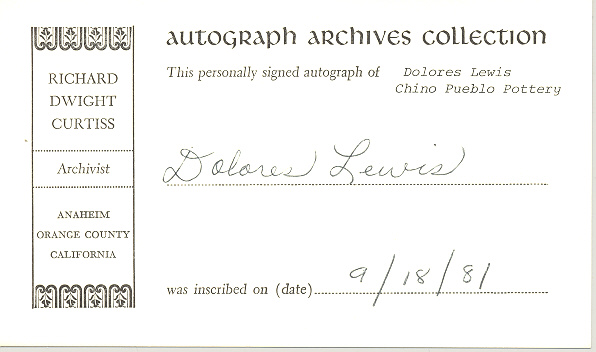 autograph archives collection
RICHARD
DWIGHT
CURTISS
Archivist
ANAHEIM
ORANGE COUNTY
CALIFORNIA
This personally signed autograph of Dolores Lewis
Chino Pueblo Pottery
Dolores Lewis
was inscribed on (date) 9/18/81